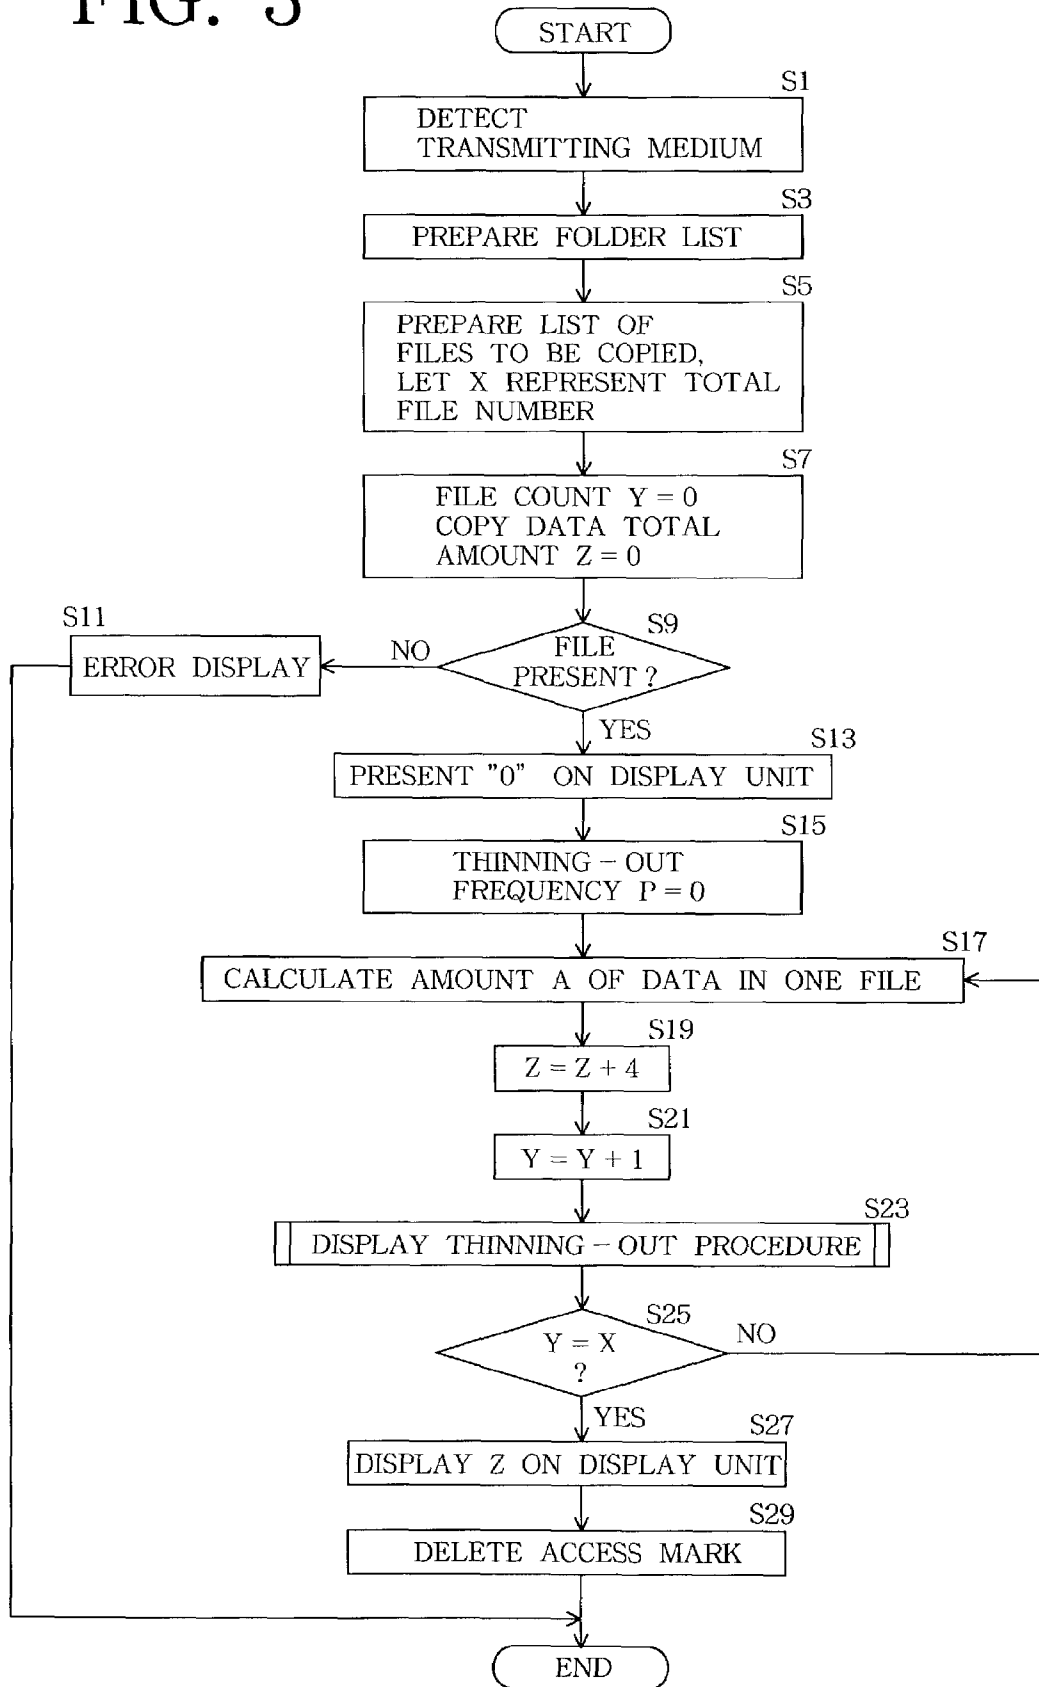 FIG. 3
START
S1
DETECT
TRANSMITTING MEDIUM
S3
PREPARE FOLDER LIST
S5
PREPARE LIST OF
FILES TO BE COPIED,
LET X REPRESENT TOTAL
FILE NUMBER
S7
FILE COUNT Y = 0
COPY DATA TOTAL
AMOUNT Z = 0
S9
FILE
PRESENT ?
NO
S11
ERROR DISPLAY
YES
S13
PRESENT "0" ON DISPLAY UNIT
S15
THINNING – OUT
FREQUENCY P = 0
S17
CALCULATE AMOUNT A OF DATA IN ONE FILE
S19
Z = Z + 4
S21
Y = Y + 1
S23
DISPLAY THINNING – OUT PROCEDURE
S25
Y = X
?
NO
YES
S27
DISPLAY Z ON DISPLAY UNIT
S29
DELETE ACCESS MARK
END